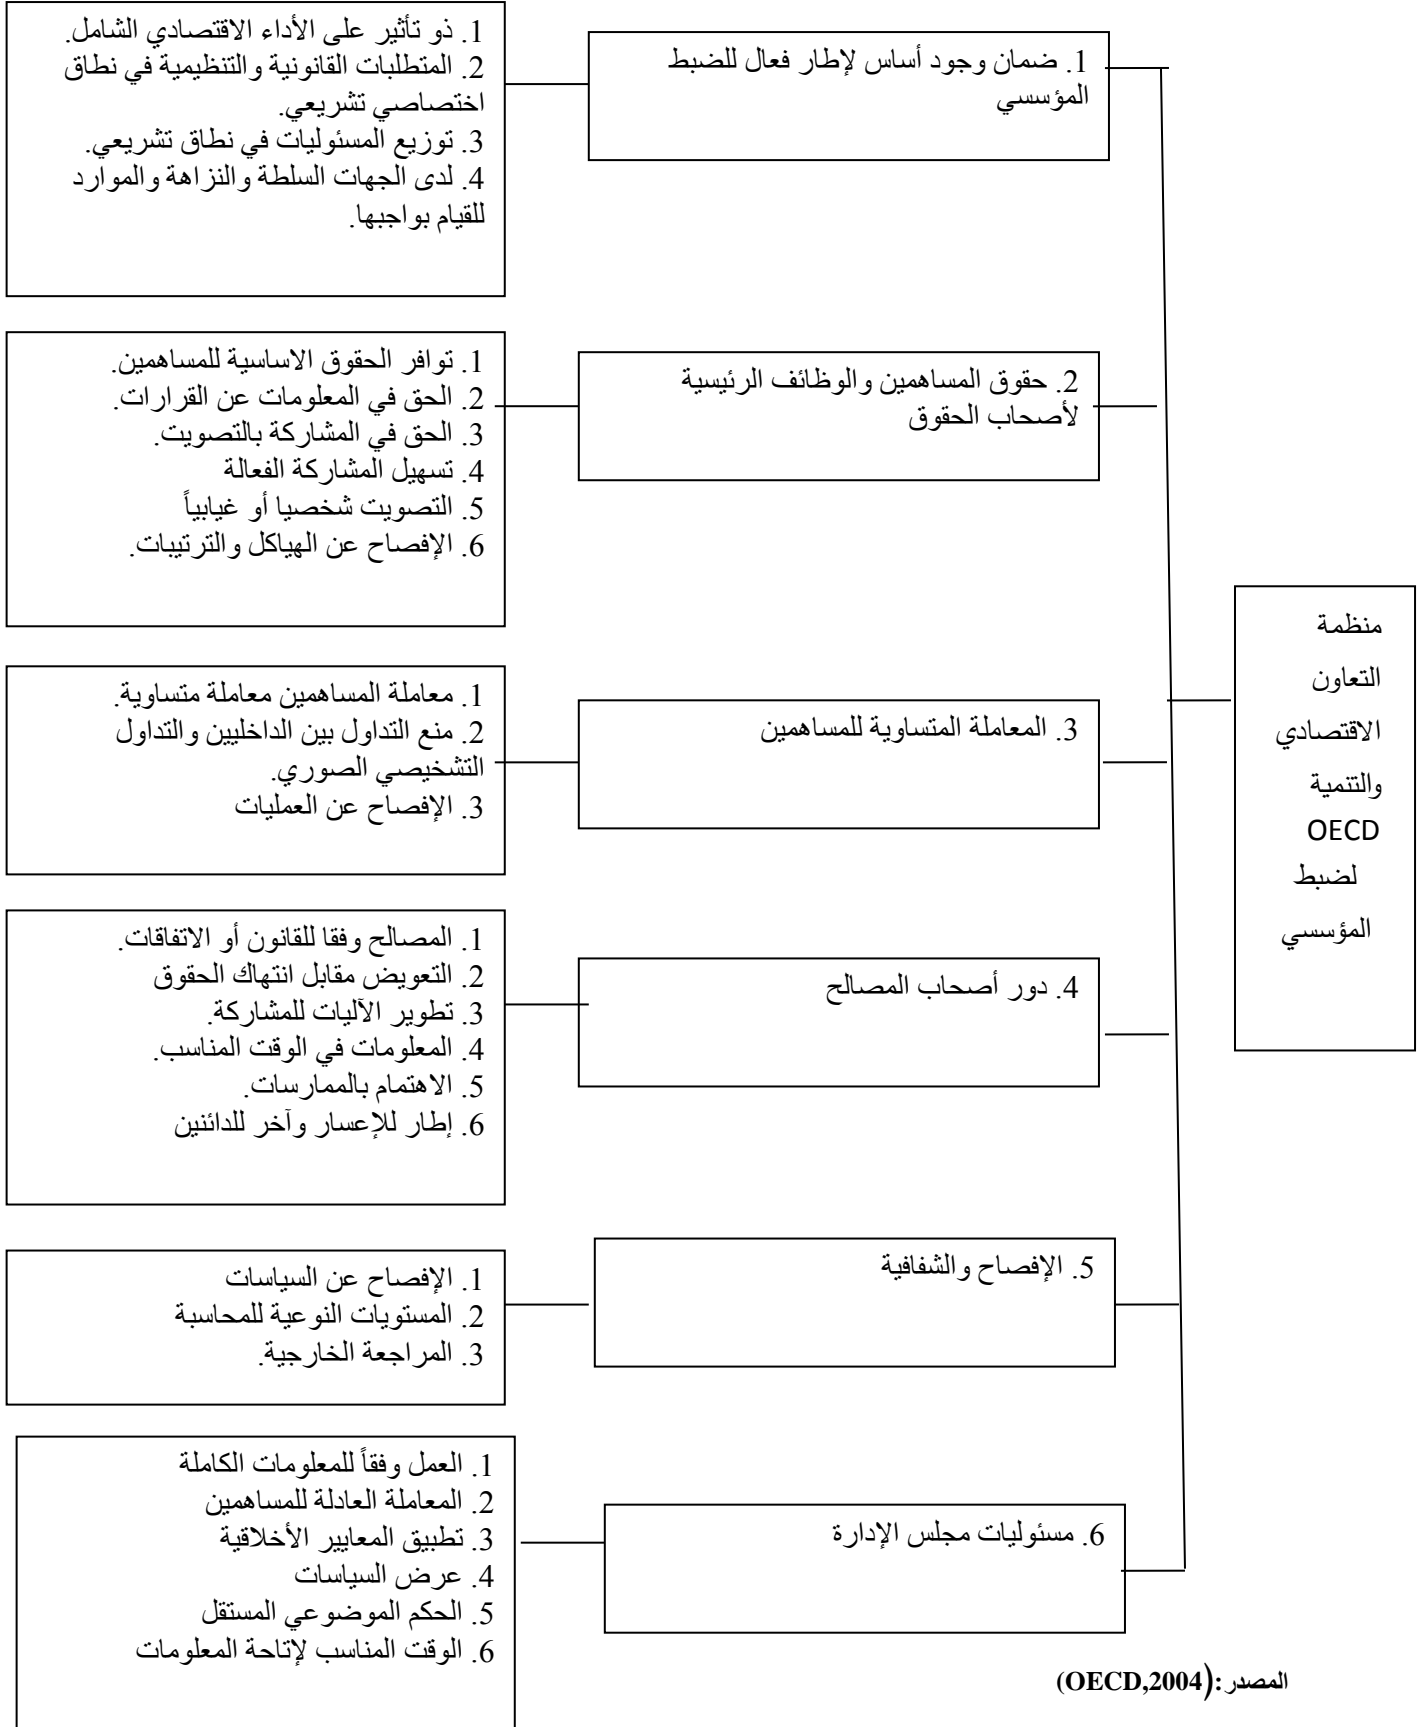 منظمة
التعاون
الاقتصادي
والتنمية
OECD
لضبط
المؤسسي
1. ضمان وجود أساس لإطار فعال للضبط
المؤسسي
1. ذو تأثير على الأداء الاقتصادي الشامل.
2. المتطلبات القانونية والتنظيمية في نطاق
اختصاصي تشريعي.
3. توزيع المسئوليات في نطاق تشريعي.
4. لدى الجهات السلطة والنزاهة والموارد
للقيام بواجبها.
2. حقوق المساهمين والوظائف الرئيسية
لأصحاب الحقوق
1. توافر الحقوق الاساسية للمساهمين.
2. الحق في المعلومات عن القرارات.
3. الحق في المشاركة بالتصويت.
4. تسهيل المشاركة الفعالة
5. التصويت شخصيا أو غيابياً
6. الإفصاح عن الهياكل والترتيبات.
3. المعاملة المتساوية للمساهمين
1. معاملة المساهمين معاملة متساوية.
2. منع التداول بين الداخليين والتداول
التشخيصي الصوري.
3. الإفصاح عن العمليات
4. دور أصحاب المصالح
1. المصالح وفقا للقانون أو الاتفاقات.
2. التعويض مقابل انتهاك الحقوق
3. تطوير الآليات للمشاركة.
4. المعلومات في الوقت المناسب.
5. الاهتمام بالممارسات.
6. إطار للإعسار وآخر للدائنين
5. الإفصاح والشفافية
1. الإفصاح عن السياسات
2. المستويات النوعية للمحاسبة
3. المراجعة الخارجية.
6. مسئوليات مجلس الإدارة
1. العمل وفقاً للمعلومات الكاملة
2. المعاملة العادلة للمساهمين
3. تطبيق المعايير الأخلاقية
4. عرض السياسات
5. الحكم الموضوعي المستقل
6. الوقت المناسب لإتاحة المعلومات
المصدر:(OECD,2004)